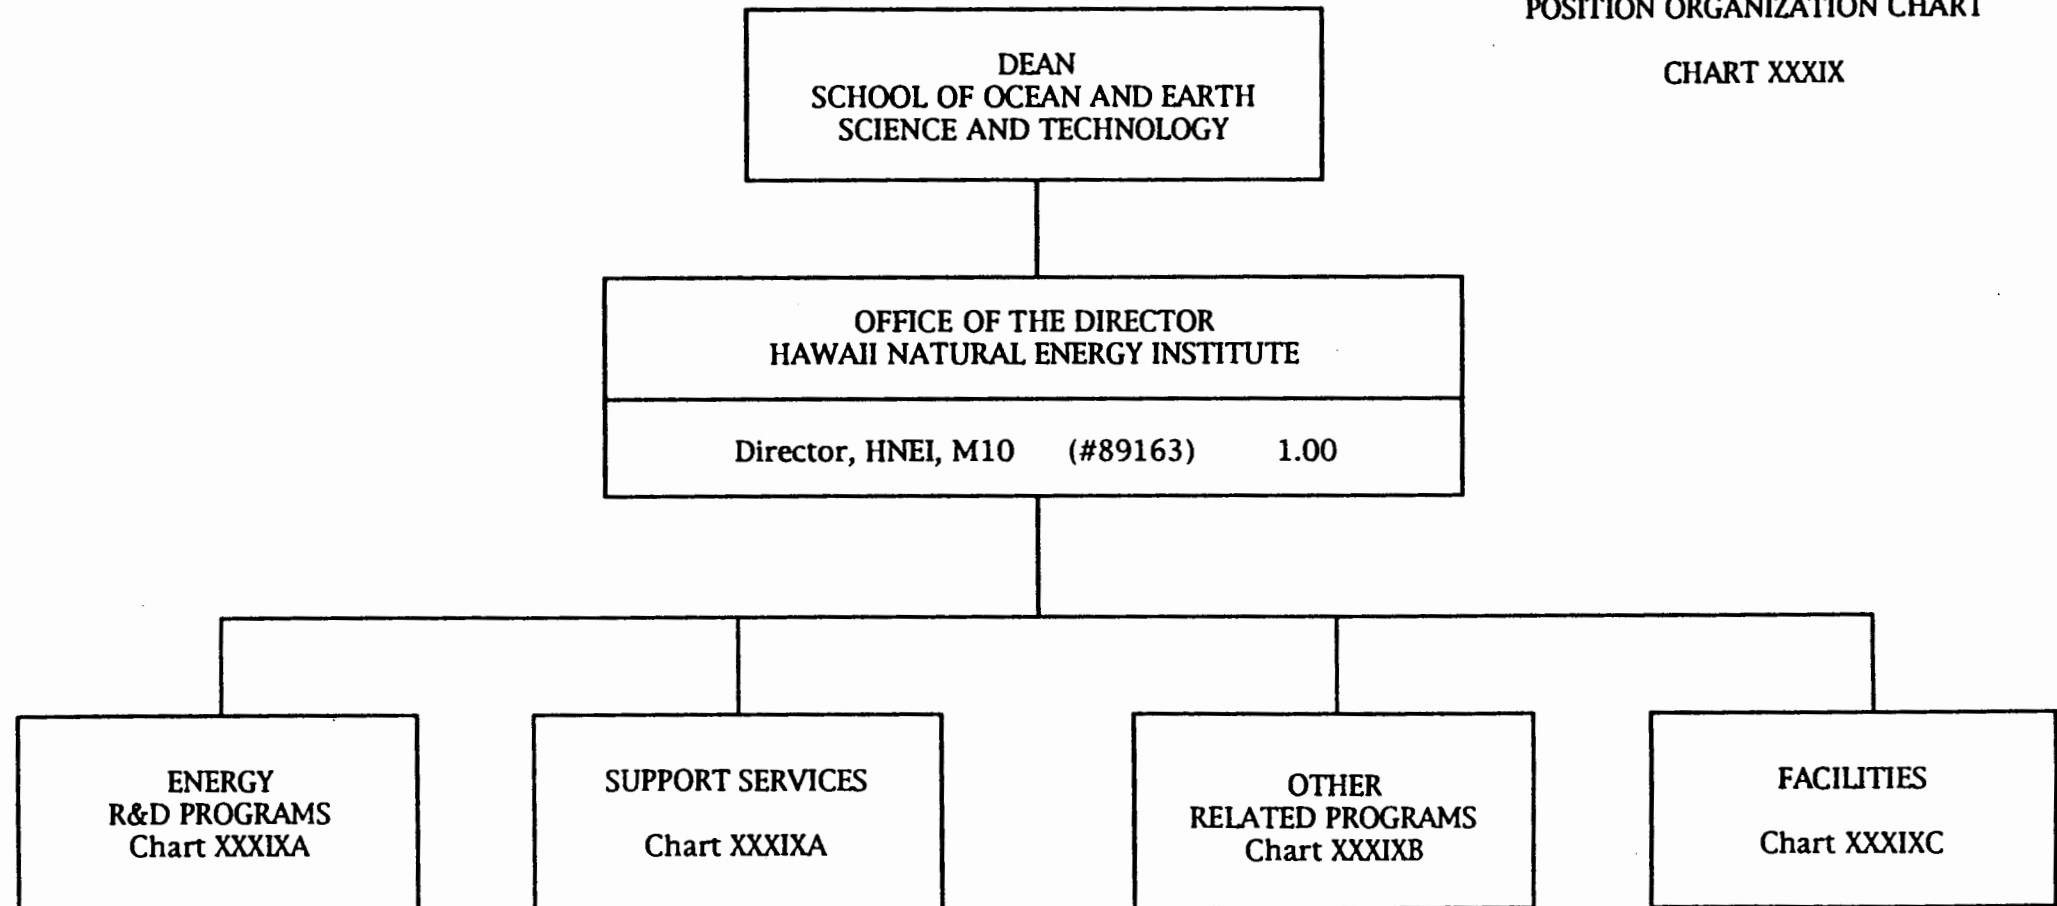 POSITION ORGANIZATION CHART
CHART XXXIX
DEAN
SCHOOL OF OCEAN AND EARTH
SCIENCE AND TECHNOLOGY
OFFICE OF THE DIRECTOR
HAWAII NATURAL ENERGY INSTITUTE
Director, HNEI, M10 (#89163) 1.00
ENERGY
R&D PROGRAMS
Chart XXXIXA
SUPPORT SERVICES
Chart XXXIXA
OTHER
RELATED PROGRAMS
Chart XXXIXB
FACILITIES
Chart XXXIXC